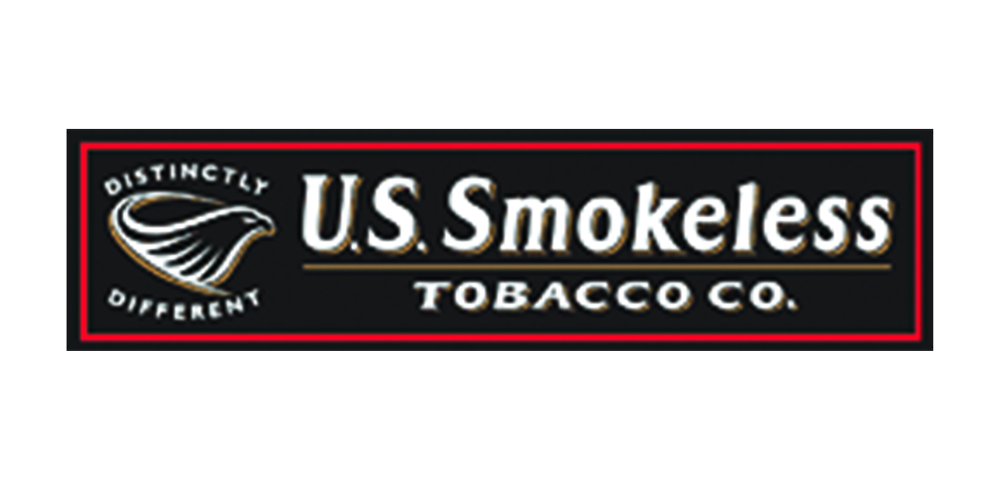 DISTINCTLY
DIFFERENT
U.S. Smokeless
TOBACCO CO.